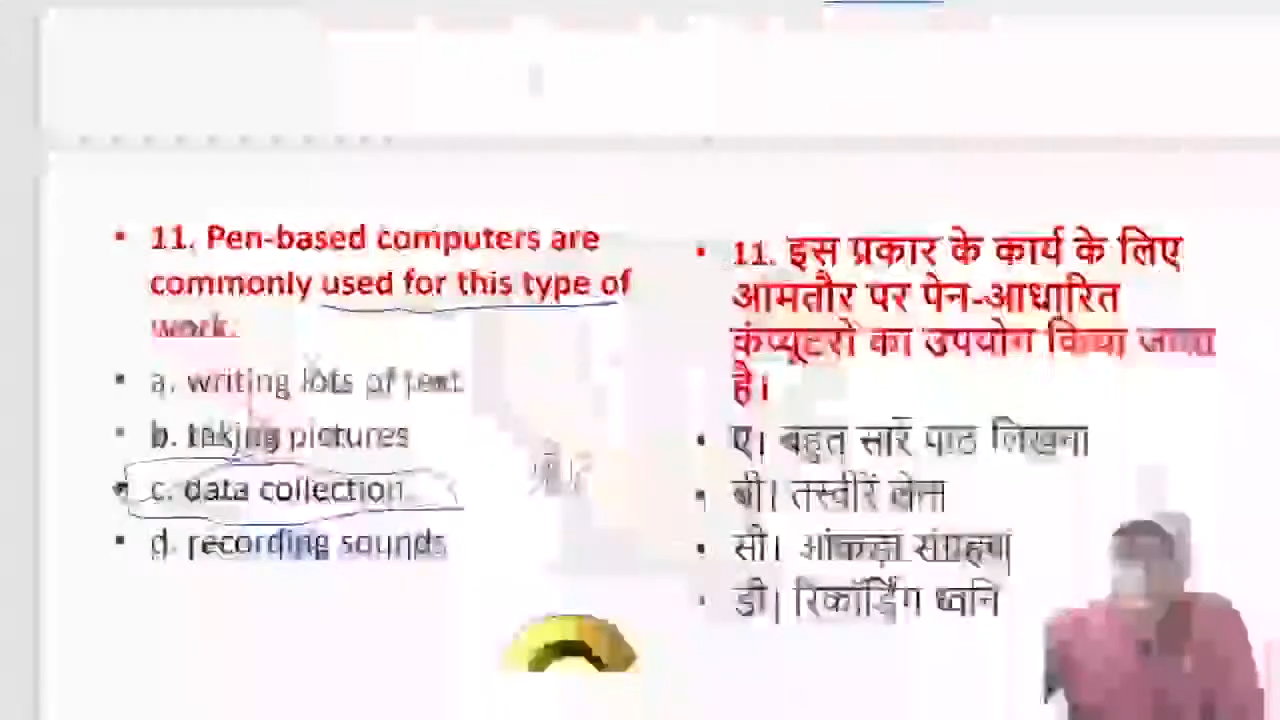 11. Pen-based computers are
commonly used for this type of
work.
a. writing lots of text
b. taking pictures
c. data collection.
d. recording sounds
11. इस प्रकार के कार्य के लिए
आमतौर पर पेन-आधारित
कंप्यूटरों का उपयोग किया जाता
है।
ए। बहुत सारे पाठ लिखना
बी। तस्वीरें लेना
सी। आंकड़ा संग्रहण
डी। रिकॉर्डिंग ध्वनि